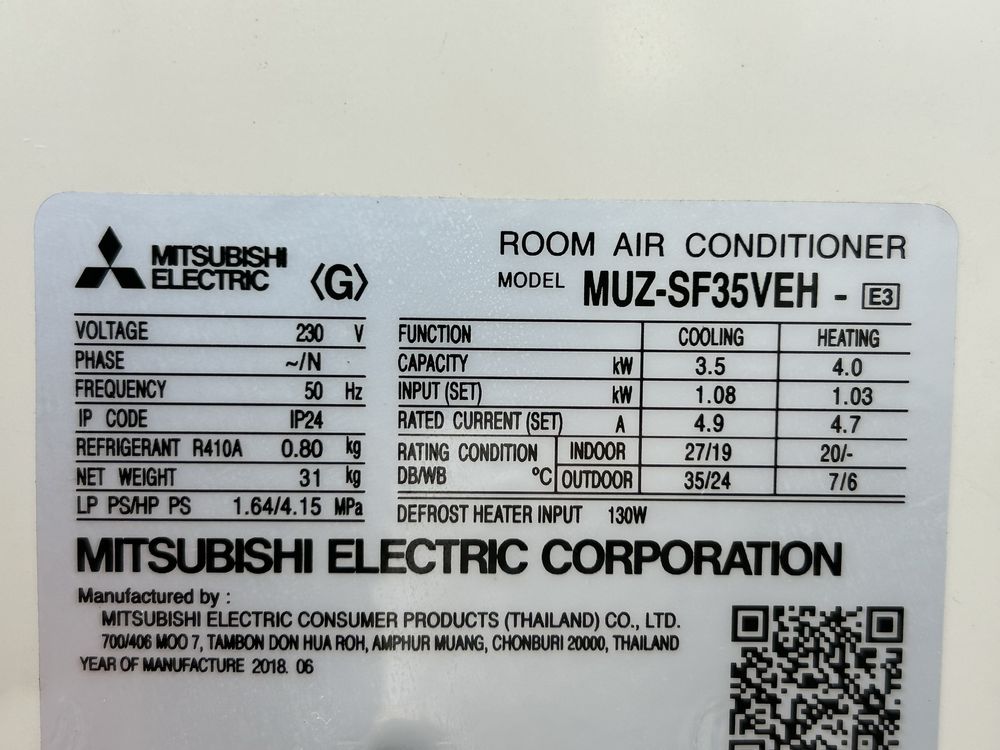 MITSUBISHI
ELECTRIC
〈G〉
ROOM AIR CONDITIONER
MODEL MUZ-SF35VEH - E3
VOLTAGE 230 V
PHASE ~/N
FREQUENCY 50 Hz
IP CODE IP24
REFRIGERANT R410A 0.80 kg
NET WEIGHT 31 kg
LP PS/HP PS 1.64/4.15 MPa
FUNCTION COOLING HEATING
CAPACITY kW 3.5 4.0
INPUT (SET) kW 1.08 1.03
RATED CURRENT (SET) A 4.9 4.7
RATING CONDITION INDOOR 27/19 20/-
DB/WB ºC OUTDOOR 35/24 7/6
DEFROST HEATER INPUT 130W
MITSUBISHI ELECTRIC CORPORATION
Manufactured by :
MITSUBISHI ELECTRIC CONSUMER PRODUCTS (THAILAND) CO., LTD.
700/406 MOO 7, TAMBON DON HUA ROH, AMPHUR MUANG, CHONBURI 20000, THAILAND
YEAR OF MANUFACTURE 2018. 06